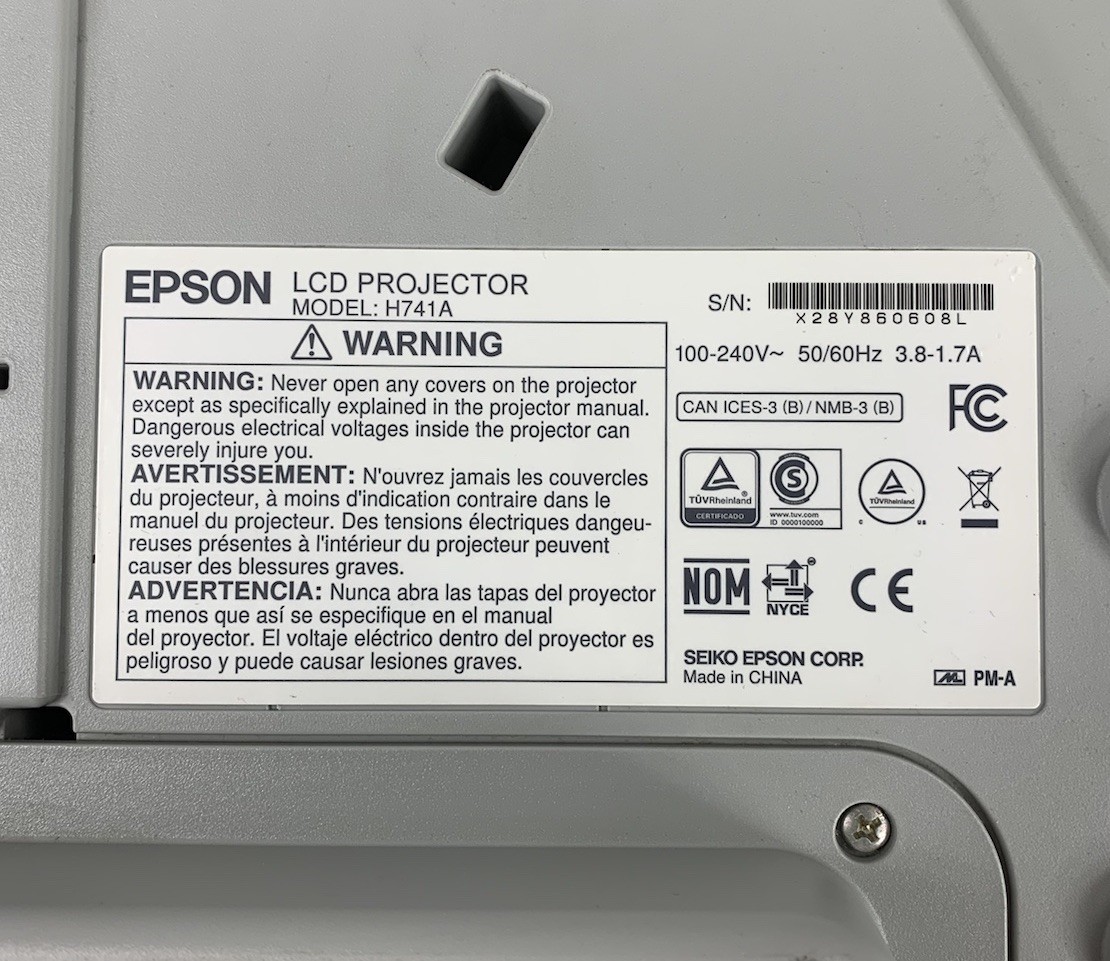 EPSON LCD PROJECTOR
MODEL: H741A
S/N:
X28Y860608L
WARNING
WARNING: Never open any covers on the projector
except as specifically explained in the projector manual.
Dangerous electrical voltages inside the projector can
severely injure you.
AVERTISSEMENT: N'ouvrez jamais les couvercles
du projecteur, à moins d'indication contraire dans le
manuel du projecteur. Des tensions électriques dangeu-
reuses présentes à l'intérieur du projecteur peuvent
causer des blessures graves.
ADVERTENCIA: Nunca abra las tapas del proyector
a menos que así se especifique en el manual
del proyector. El voltaje eléctrico dentro del proyector es
peligroso y puede causar lesiones graves.
100-240V~ 50/60Hz 3.8-1.7A
CAN ICES-3 (B) / NMB-3 (B)
FC
TÜVRheinland®
CERTIFICADO
S
www.tuv.com
ID 0000100000
TÜVRheinland
C US
NOM
NYCE
CE
SEIKO EPSON CORP.
Made in CHINA
PM-A